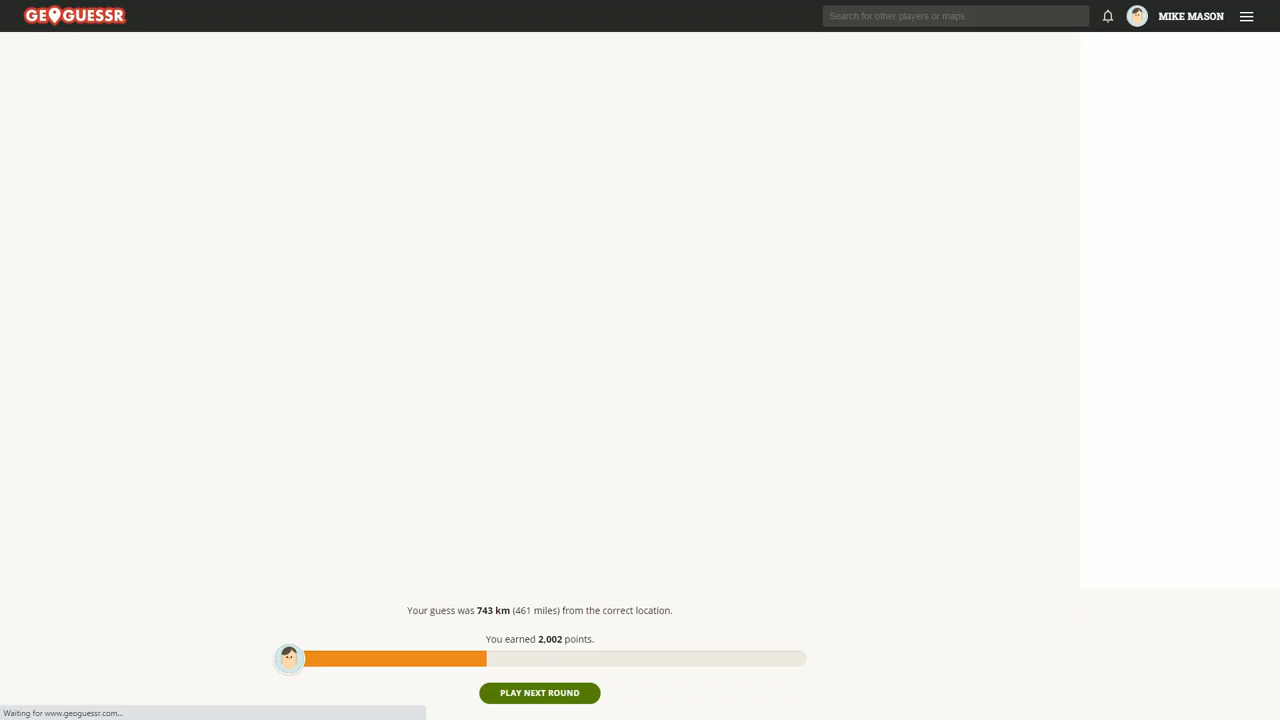 GEOGUESSR
Search for other players or maps
MIKE MASON
Your guess was 743 km (461 miles) from the correct location.
You earned 2,002 points.
PLAY NEXT ROUND
Waiting for www.geoguessr.com...